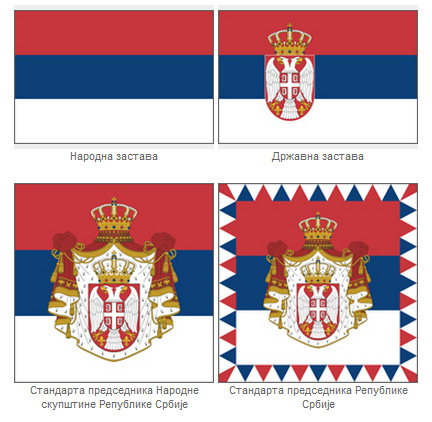 Народна застава
Државна застава
Стандарта председника Народне
скупштине Републике Србије
Стандарта председника Републике
Србије